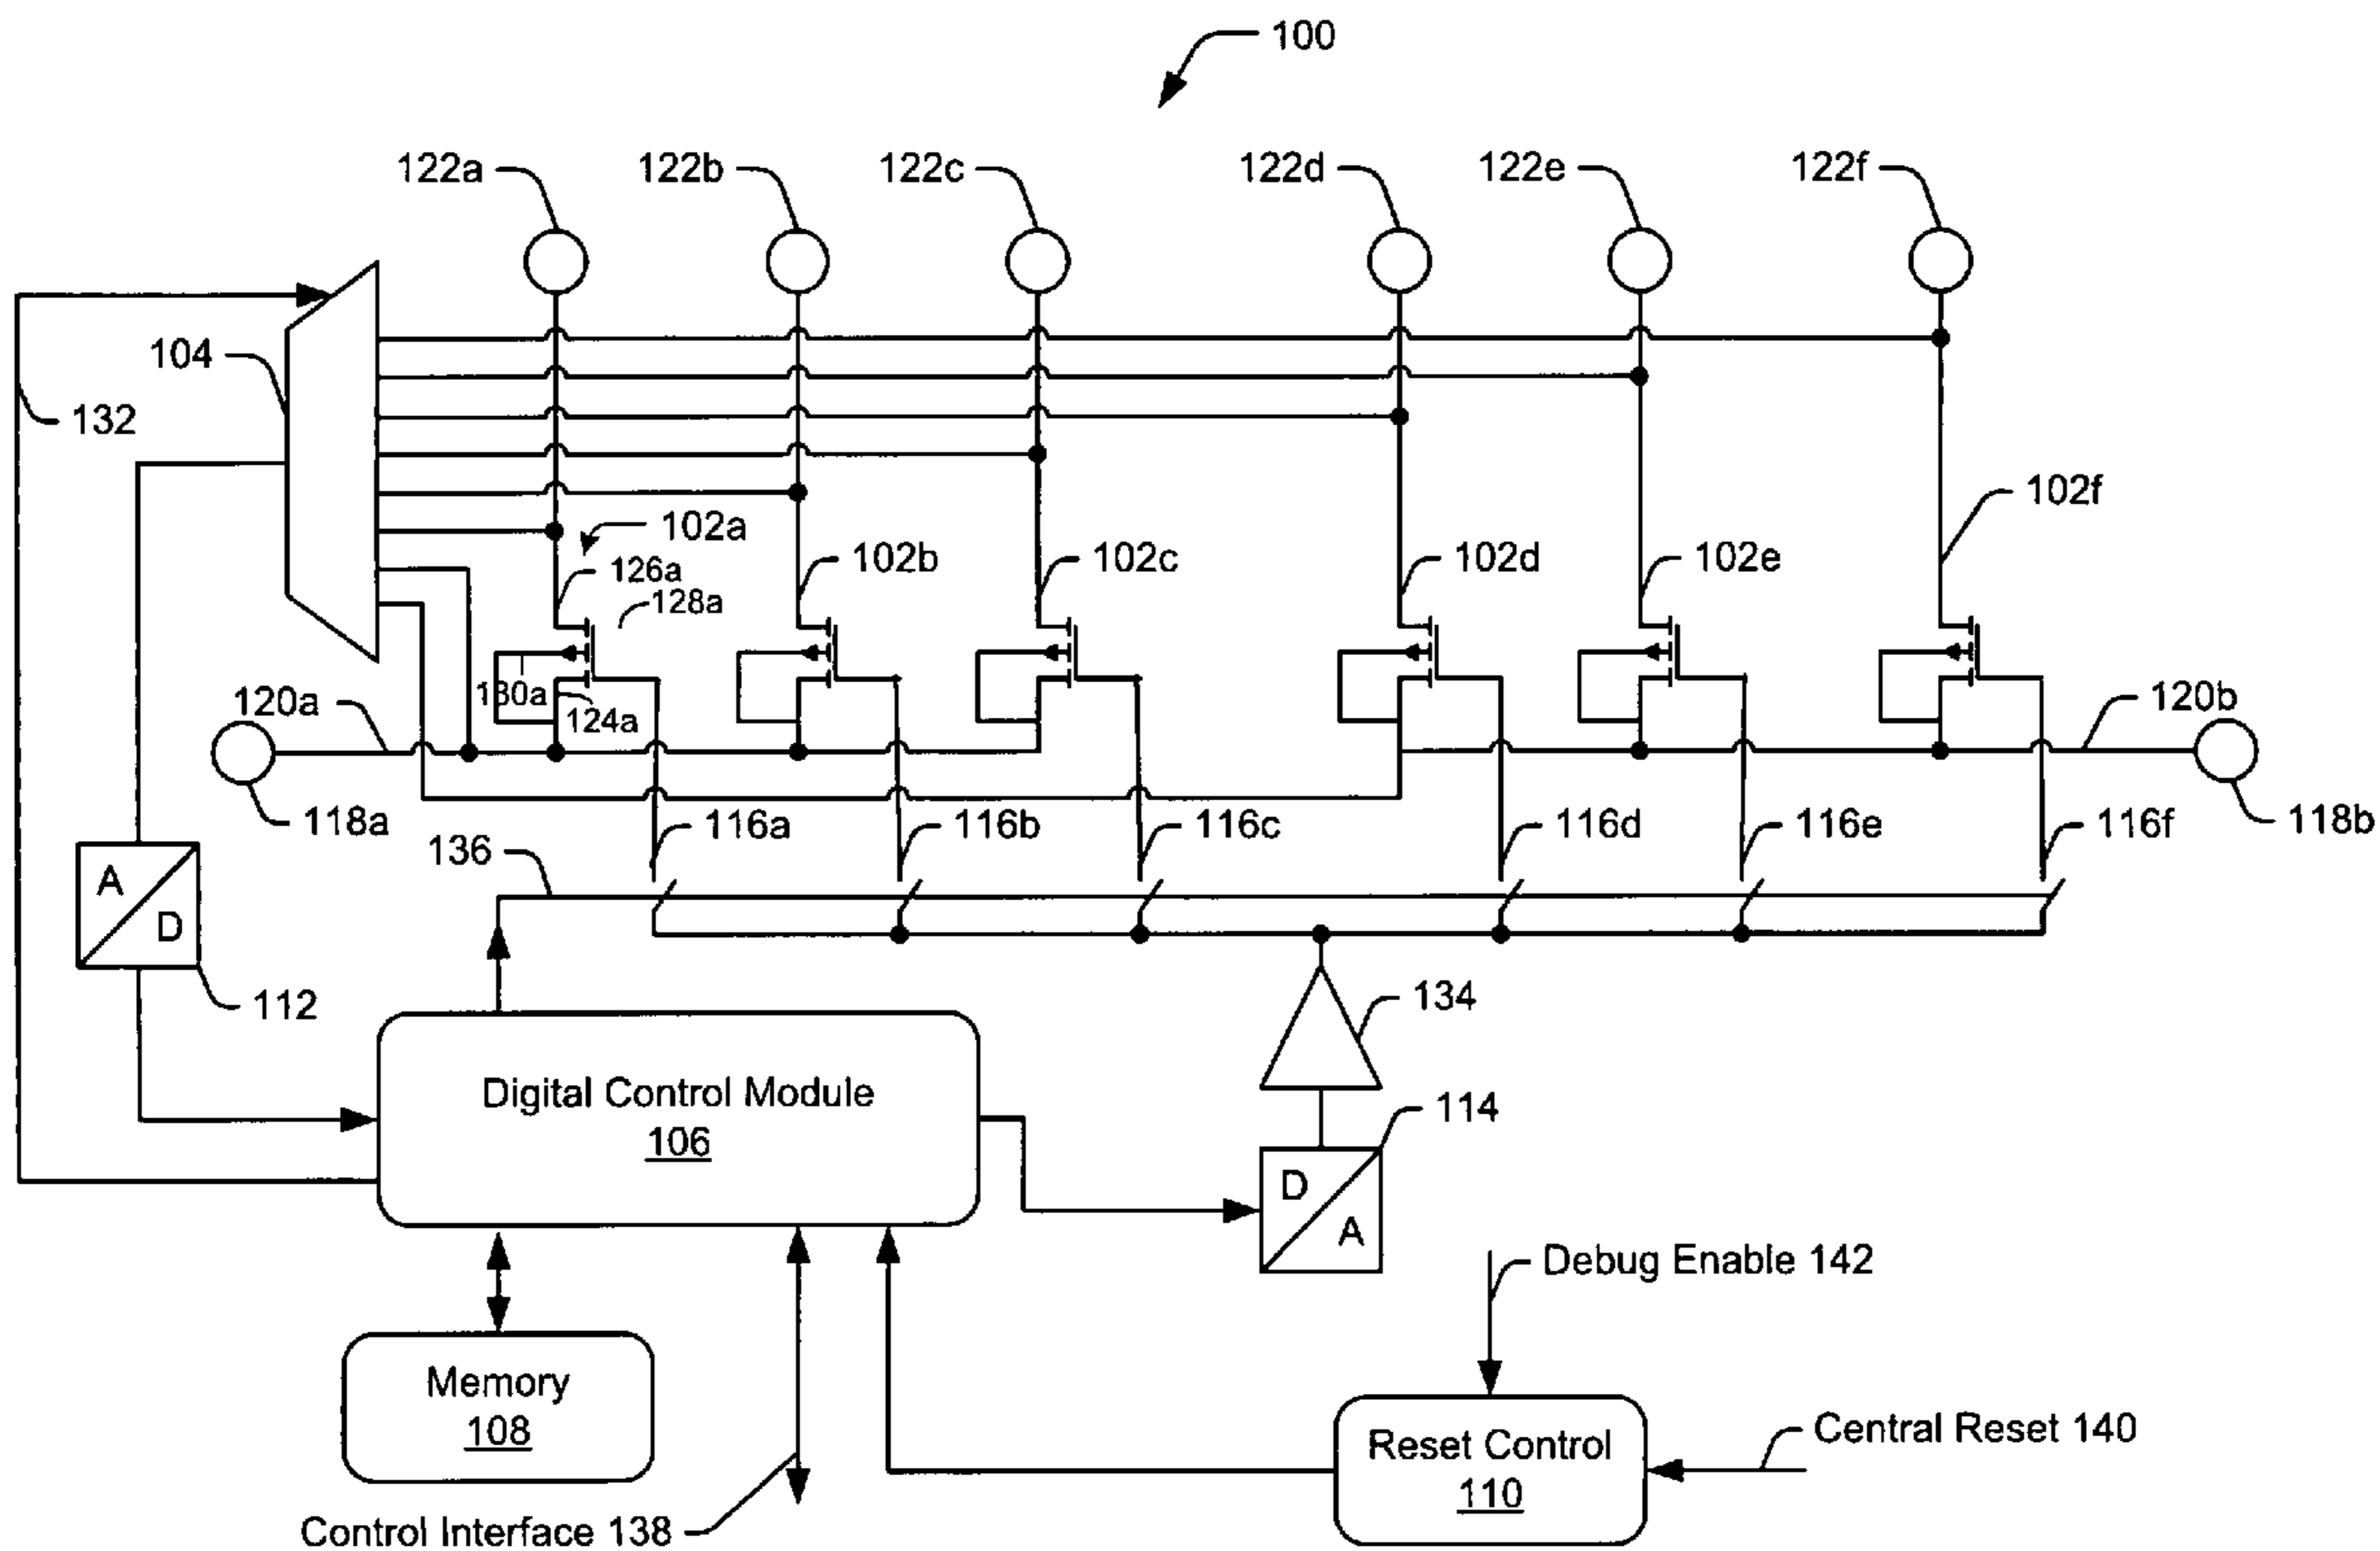 100
122a
122b
122c
122d
122e
122f
104
132
102a
126a
128a
102b
102c
102d
102e
102f
130a
124a
120a
120b
118a
118b
116a
116b
116c
116d
116e
116f
136
A
D
112
134
Digital Control Module
106
114
D
A
Debug Enable 142
Memory
108
Reset Control
110
Central Reset 140
Control Interface 138